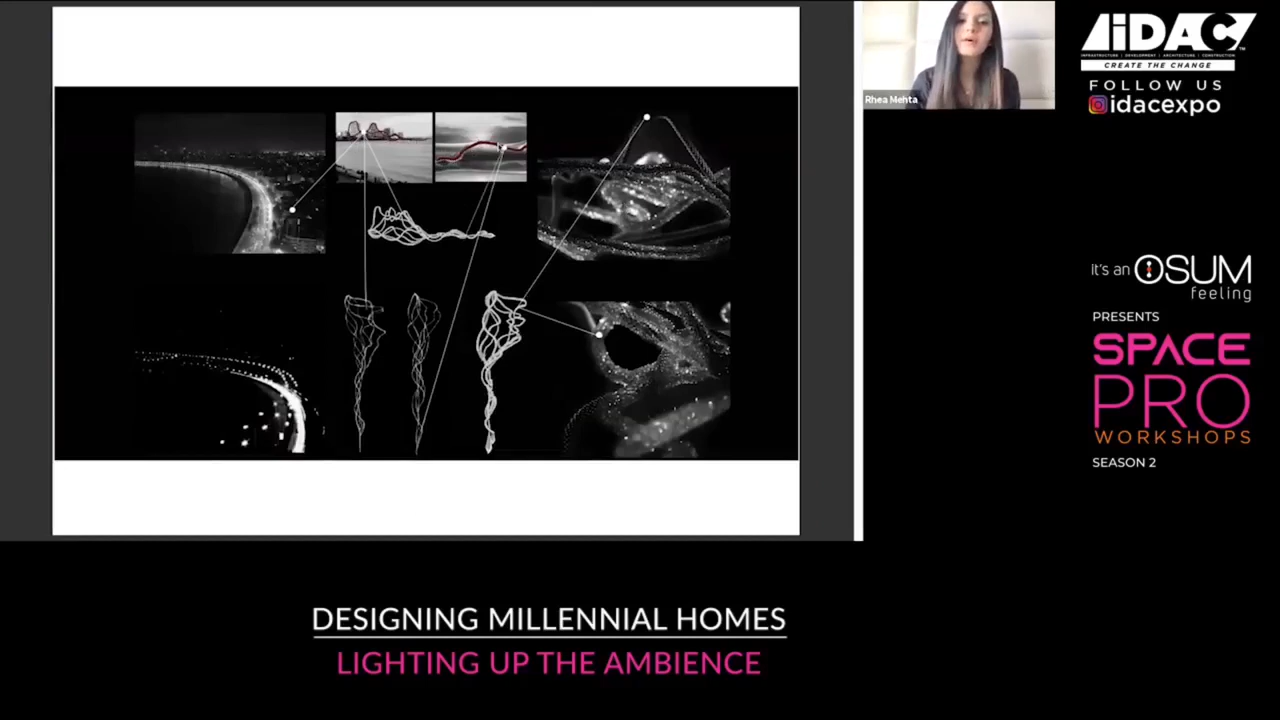 Rhea Mehta
IDAC
INFRASTRUCTURE | DEVELOPMENT | ARCHITECTURE | CONSTRUCTION
CREATE THE CHANGE
FOLLOW US
idacexpo
it's an OSUM
feeling
PRESENTS
SPACE
PRO
WORKSHOPS
SEASON 2
DESIGNING MILLENNIAL HOMES
LIGHTING UP THE AMBIENCE